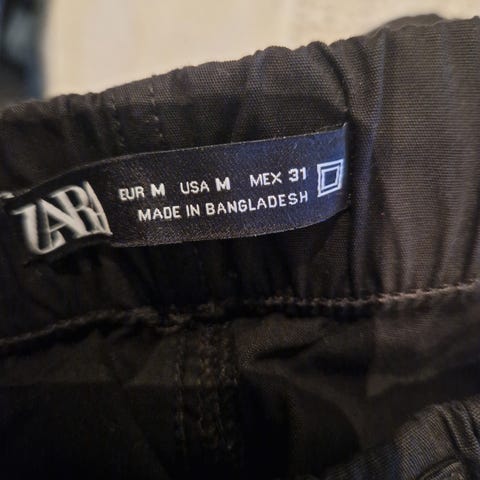 ZARA
EUR M USA M MEX 31
MADE IN BANGLADESH